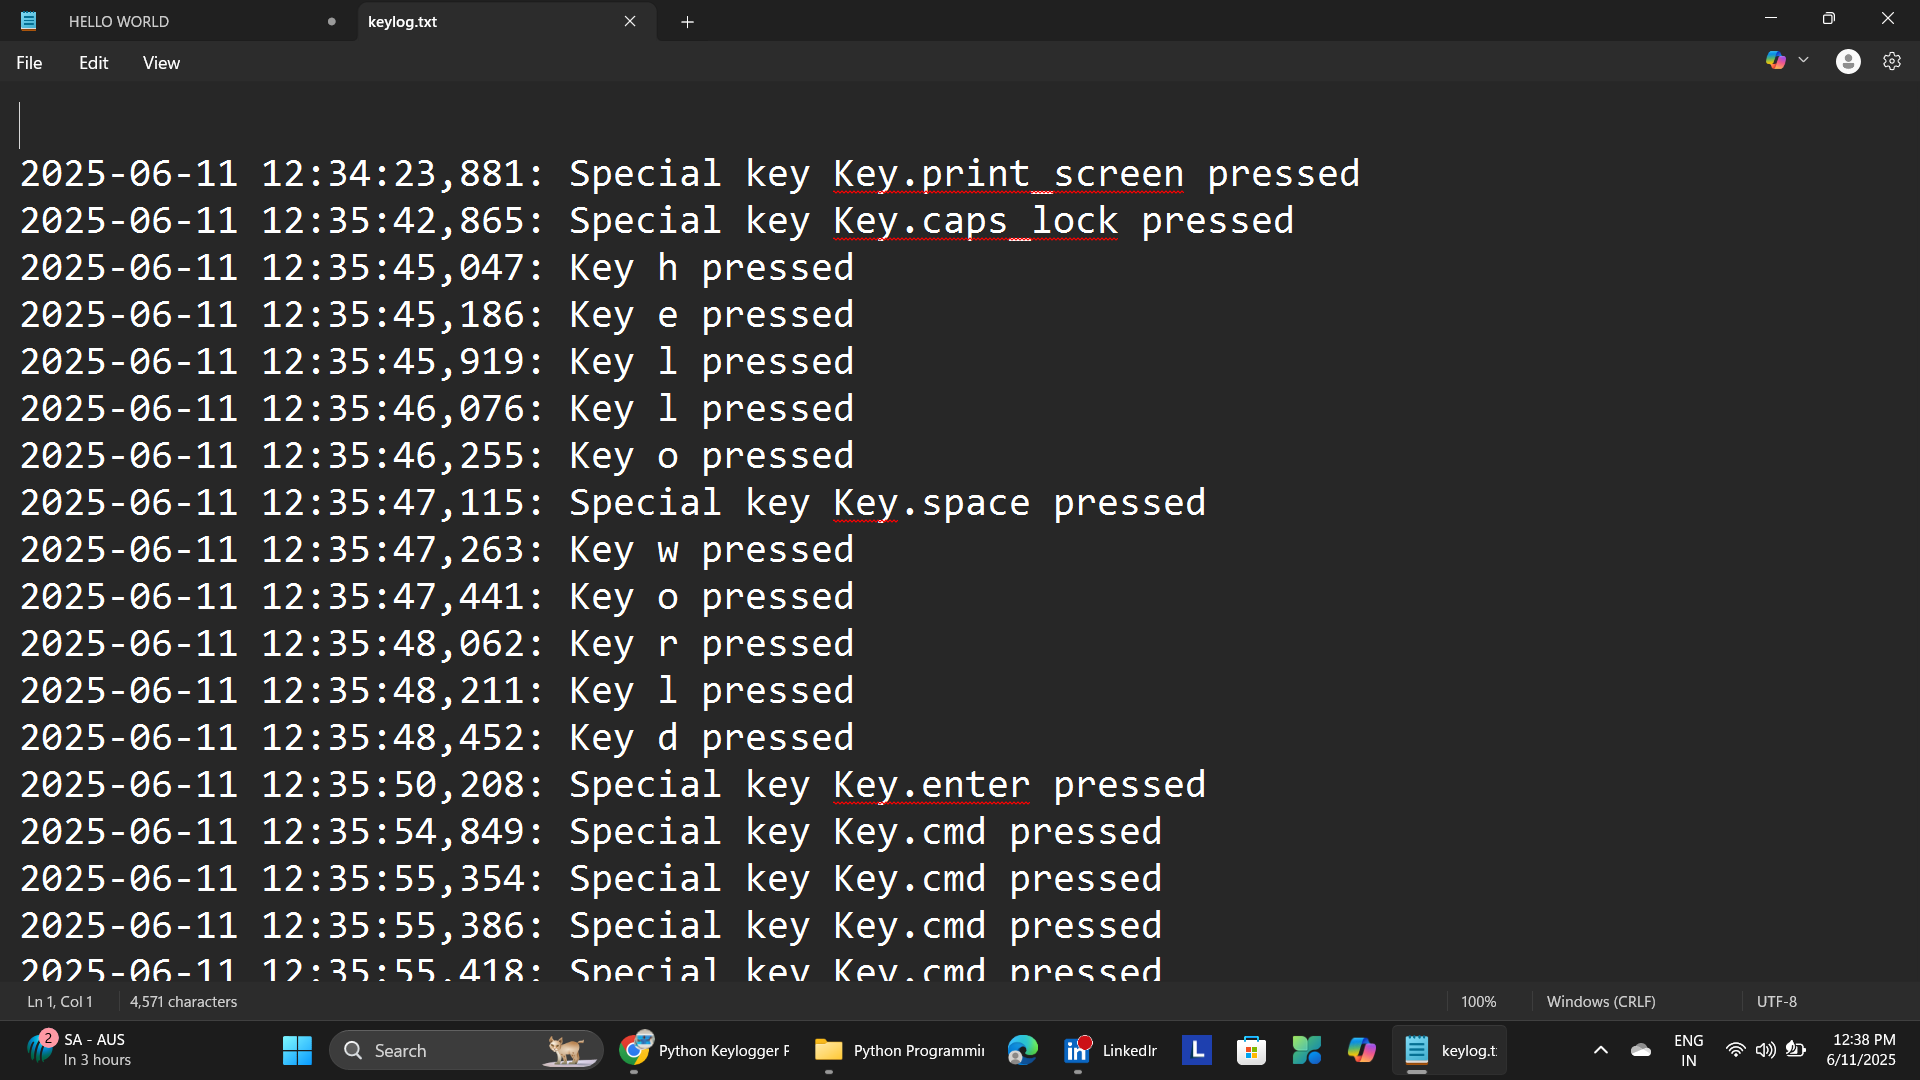 HELLO WORLD
keylog.txt
File Edit View
2025-06-11 12:34:23,881: Special key Key.print_screen pressed
2025-06-11 12:35:42,865: Special key Key.caps_lock pressed
2025-06-11 12:35:45,047: Key h pressed
2025-06-11 12:35:45,186: Key e pressed
2025-06-11 12:35:45,919: Key l pressed
2025-06-11 12:35:46,076: Key l pressed
2025-06-11 12:35:46,255: Key o pressed
2025-06-11 12:35:47,115: Special key Key.space pressed
2025-06-11 12:35:47,263: Key w pressed
2025-06-11 12:35:47,441: Key o pressed
2025-06-11 12:35:48,062: Key r pressed
2025-06-11 12:35:48,211: Key l pressed
2025-06-11 12:35:48,452: Key d pressed
2025-06-11 12:35:50,208: Special key Key.enter pressed
2025-06-11 12:35:54,849: Special key Key.cmd pressed
2025-06-11 12:35:55,354: Special key Key.cmd pressed
2025-06-11 12:35:55,386: Special key Key.cmd pressed
2025-06-11 12:35:55,418: Special key Key.cmd pressed
Ln 1, Col 1 4,571 characters 100% Windows (CRLF) UTF-8
2 SA - AUS
In 3 hours
Search
Python Keylogger P
Python Programmin
in LinkedIr
L
keylog.t
ENG
IN
12:38 PM
6/11/2025